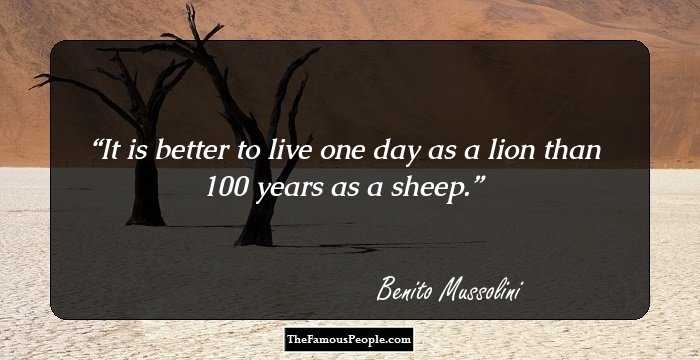 “It is better to live one day as a lion than
100 years as a sheep.”
Benito Mussolini
TheFamousPeople.com